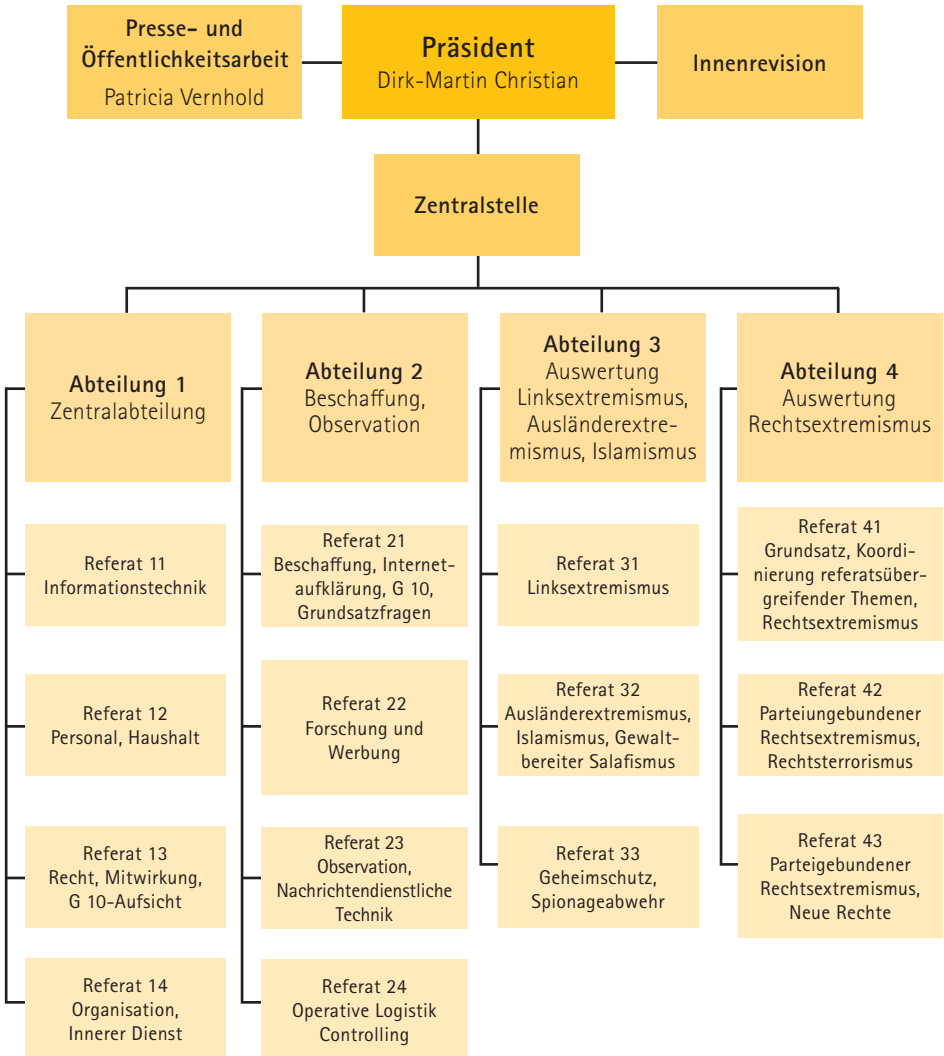 Presse- und
Öffentlichkeitsarbeit
Patricia Vernhold
Präsident
Dirk-Martin Christian
Innenrevision
Zentralstelle
Abteilung 1
Zentralabteilung
Referat 11
Informationstechnik
Referat 12
Personal, Haushalt
Referat 13
Recht, Mitwirkung,
G 10-Aufsicht
Referat 14
Organisation,
Innerer Dienst
Abteilung 2
Beschaffung,
Observation
Referat 21
Beschaffung, Internet-
aufklärung, G 10,
Grundsatzfragen
Referat 22
Forschung und
Werbung
Referat 23
Observation,
Nachrichtendienstliche
Technik
Referat 24
Operative Logistik
Controlling
Abteilung 3
Auswertung
Linksextremismus,
Ausländerextre-
mismus, Islamismus
Referat 31
Linksextremismus
Referat 32
Ausländerextremismus,
Islamismus, Gewalt-
bereiter Salafismus
Referat 33
Geheimschutz,
Spionageabwehr
Abteilung 4
Auswertung
Rechtsextremismus
Referat 41
Grundsatz, Koordi-
nierung referatsüber-
greifender Themen,
Rechtsextremismus
Referat 42
Parteiungebundener
Rechtsextremismus,
Rechtsterrorismus
Referat 43
Parteigebundener
Rechtsextremismus,
Neue Rechte